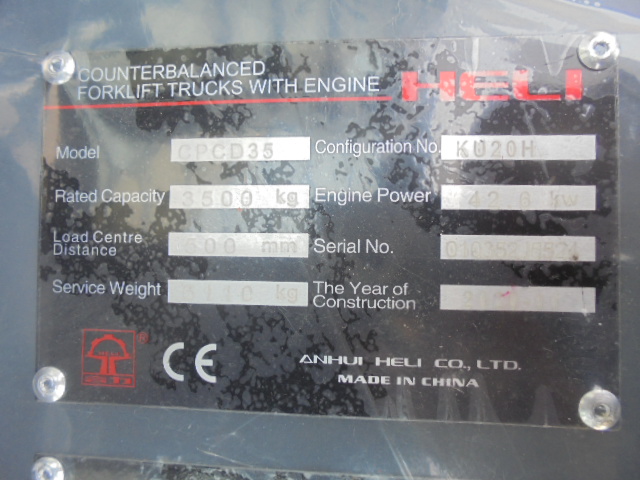 COUNTERBALANCED
FORKLIFT TRUCKS WITH ENGINE
HELI
Model CPCD35 Configuration No. KU20H
Rated Capacity 3500 kg Engine Power kw
Load Centre Distance mm Serial No.
Service Weight kg The Year of Construction
®
CE
ANHUI HELI CO., LTD.
MADE IN CHINA